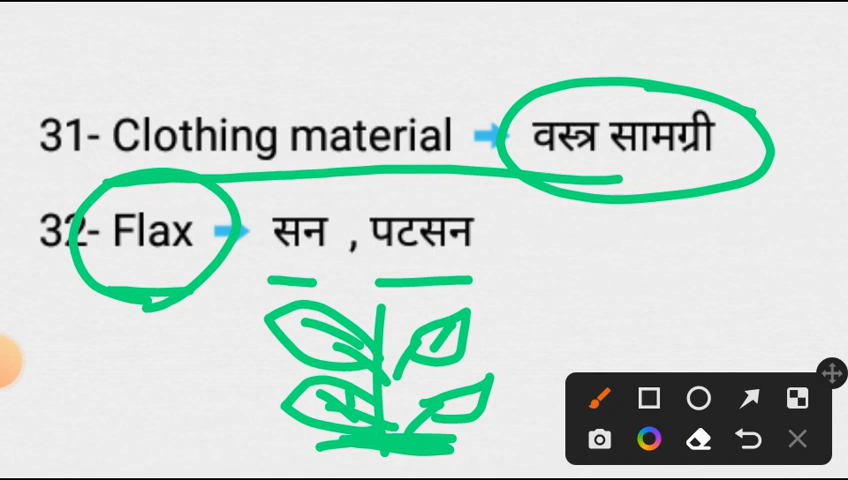 31- Clothing material ➡ वस्त्र सामग्री
32- Flax ➡ सन , पटसन